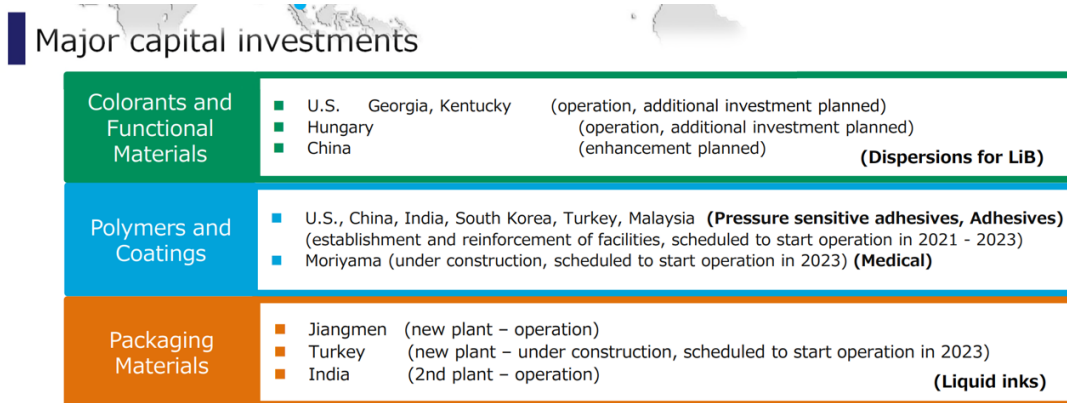 Major capital investments
Colorants and
Functional
Materials
■ U.S. Georgia, Kentucky (operation, additional investment planned)
■ Hungary (operation, additional investment planned)
■ China (enhancement planned)
(Dispersions for LiB)
Polymers and
Coatings
■ U.S., China, India, South Korea, Turkey, Malaysia (Pressure sensitive adhesives, Adhesives)
(establishment and reinforcement of facilities, scheduled to start operation in 2021 - 2023)
■ Moriyama (under construction, scheduled to start operation in 2023) (Medical)
Packaging
Materials
■ Jiangmen (new plant – operation)
■ Turkey (new plant – under construction, scheduled to start operation in 2023)
■ India (2nd plant – operation)
(Liquid inks)